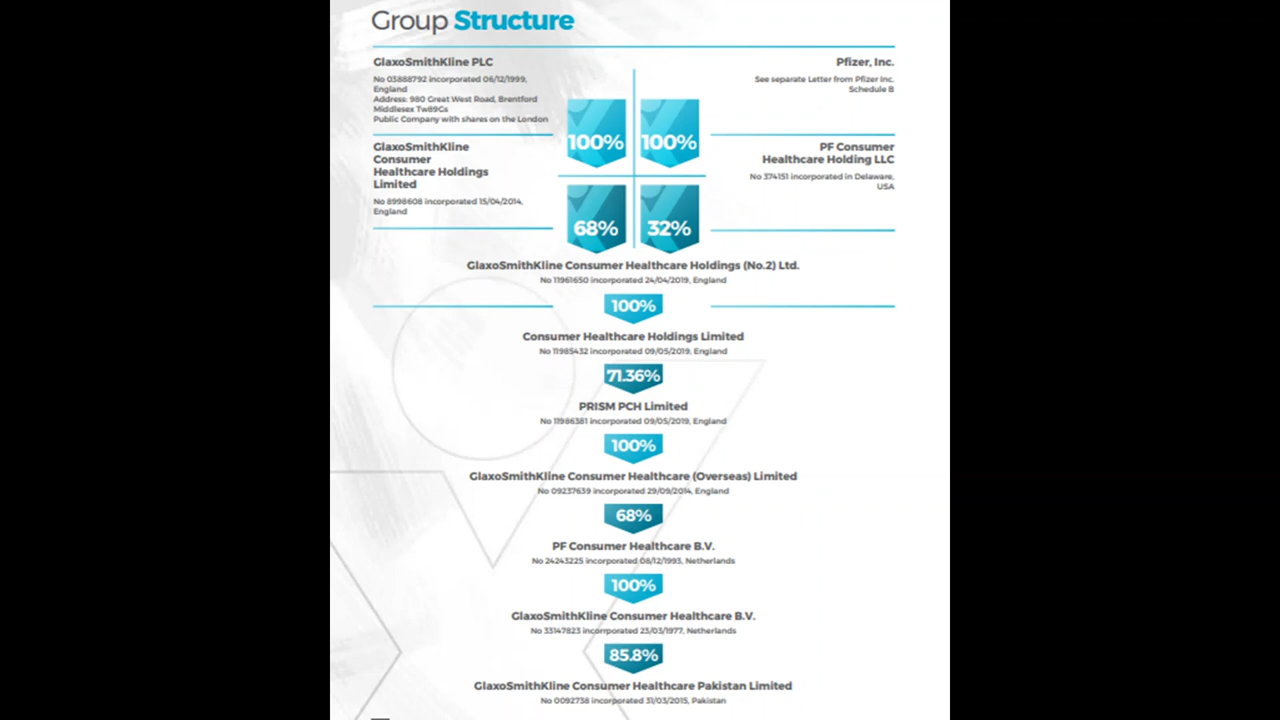 Group Structure
GlaxoSmithKline PLC
No 03888792 incorporated 06/12/1999,
England
Address: 980 Great West Road, Brentford
Middlesex Tw89Gs
Public Company with shares on the London
Pfizer, Inc.
See separate Letter from Pfizer Inc.
Schedule B
100%
100%
GlaxoSmithKline
Consumer
Healthcare Holdings
Limited
No 8998608 incorporated 15/04/2014,
England
PF Consumer
Healthcare Holding LLC
No 374151 incorporated in Delaware,
USA
68%
32%
GlaxoSmithKline Consumer Healthcare Holdings (No.2) Ltd.
No 11961650 incorporated 24/04/2019, England
100%
Consumer Healthcare Holdings Limited
No 11985432 incorporated 09/05/2019, England
71.36%
PRISM PCH Limited
No 11986381 incorporated 09/05/2019, England
100%
GlaxoSmithKline Consumer Healthcare (Overseas) Limited
No 09237639 incorporated 29/09/2014, England
68%
PF Consumer Healthcare B.V.
No 24243225 incorporated 08/12/1993, Netherlands
100%
GlaxoSmithKline Consumer Healthcare B.V.
No 33147823 incorrporated 23/03/1977, Netherlands
85.8%
GlaxoSmithKline Consumer Healthcare Pakistan Limited
No 0092738 incorporated 31/03/2015, Pakistan